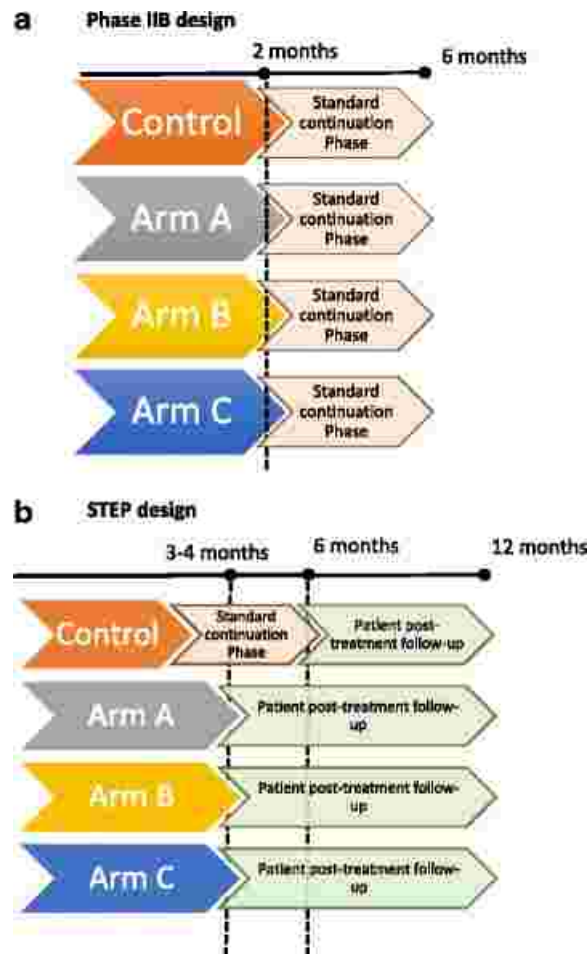 a Phase IIB design
2 months
6 months
Control
Standard
continuation
Phase
Arm A
Standard
continuation
Phase
Arm B
Standard
continuation
Phase
Arm C
Standard
continuation
Phase
b STEP design
3-4 months
6 months
12 months
Control
Standard
continuation
Phase
Patient post-
treatment follow-up
Arm A
Patient post-treatment follow-
up
Arm B
Patient post-treatment follow-
up
Arm C
Patient post-treatment follow-
up